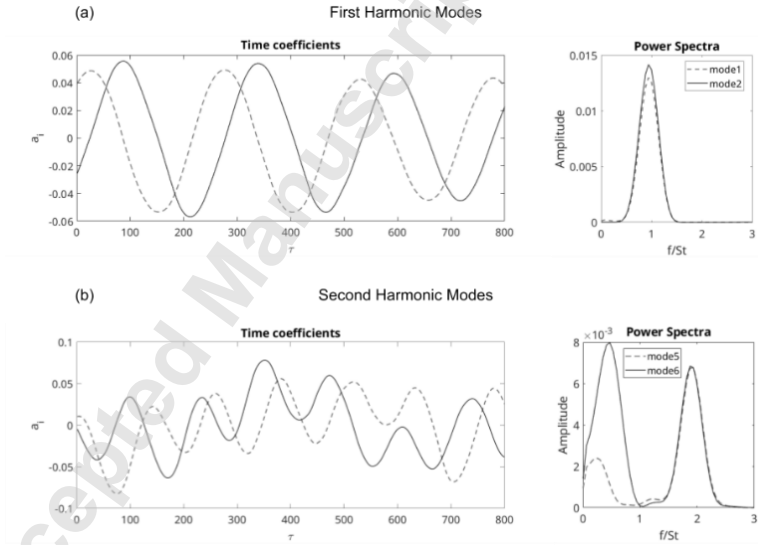 (a) First Harmonic Modes
Time coefficients
0.06
0.04
0.02
0
-0.02
-0.04
-0.06
a_i
0 100 200 300 400 500 600 700 800
τ
Power Spectra
mode1
mode2
0.015
0.01
0.005
0
Amplitude
0 1 2 3
f/St
(b) Second Harmonic Modes
Time coefficients
0.1
0.05
0
-0.05
-0.1
a_i
0 100 200 300 400 500 600 700 800
τ
8 ×10⁻³ Power Spectra
mode5
mode6
6
4
2
0
Amplitude
0 1 2 3
f/St
cepted Manuscrip